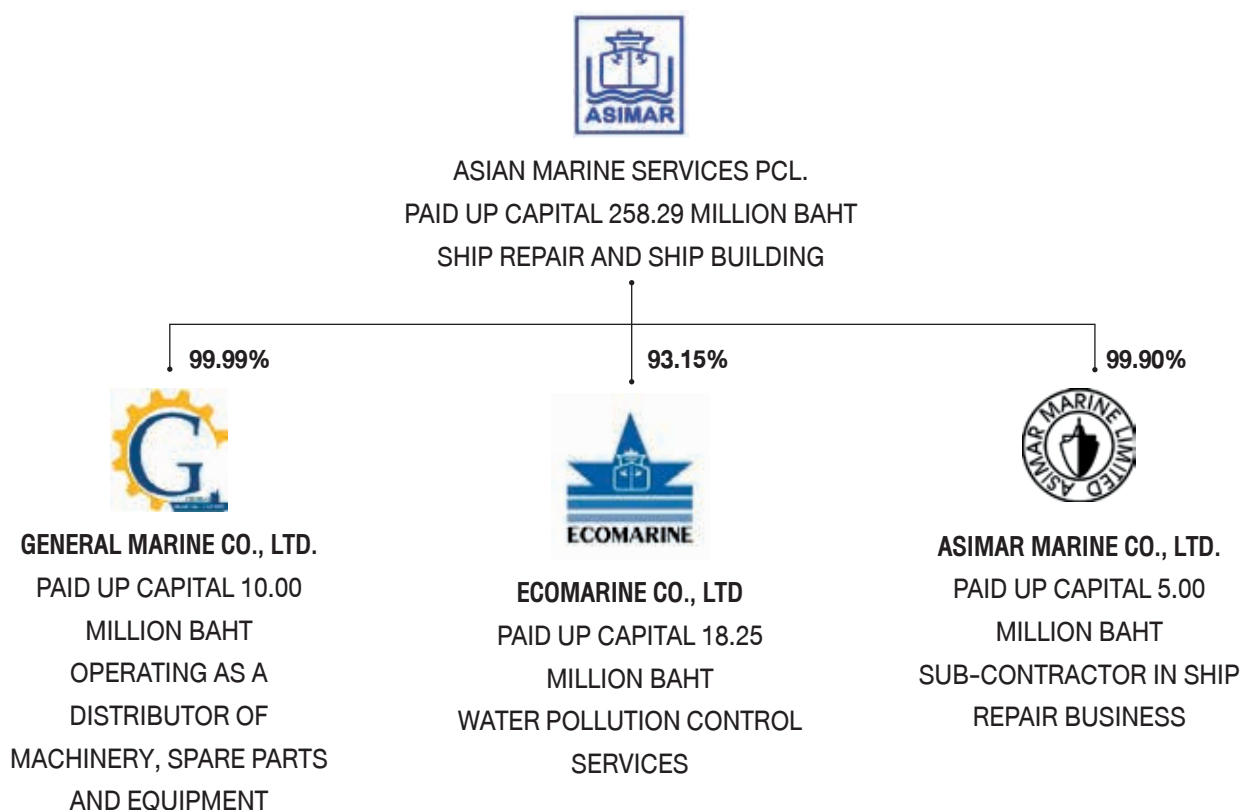 ASIMAR
ASIAN MARINE SERVICES PCL.
PAID UP CAPITAL 258.29 MILLION BAHT
SHIP REPAIR AND SHIP BUILDING
99.99%
93.15%
99.90%
G
GENERAL MARINE CO., LTD.
PAID UP CAPITAL 10.00
MILLION BAHT
OPERATING AS A
DISTRIBUTOR OF
MACHINERY, SPARE PARTS
AND EQUIPMENT
ECOMARINE
ECOMARINE CO., LTD
PAID UP CAPITAL 18.25
MILLION BAHT
WATER POLLUTION CONTROL
SERVICES
ASIMAR MARINE LIMITED
ASIMAR MARINE CO., LTD.
PAID UP CAPITAL 5.00
MILLION BAHT
SUB-CONTRACTOR IN SHIP
REPAIR BUSINESS